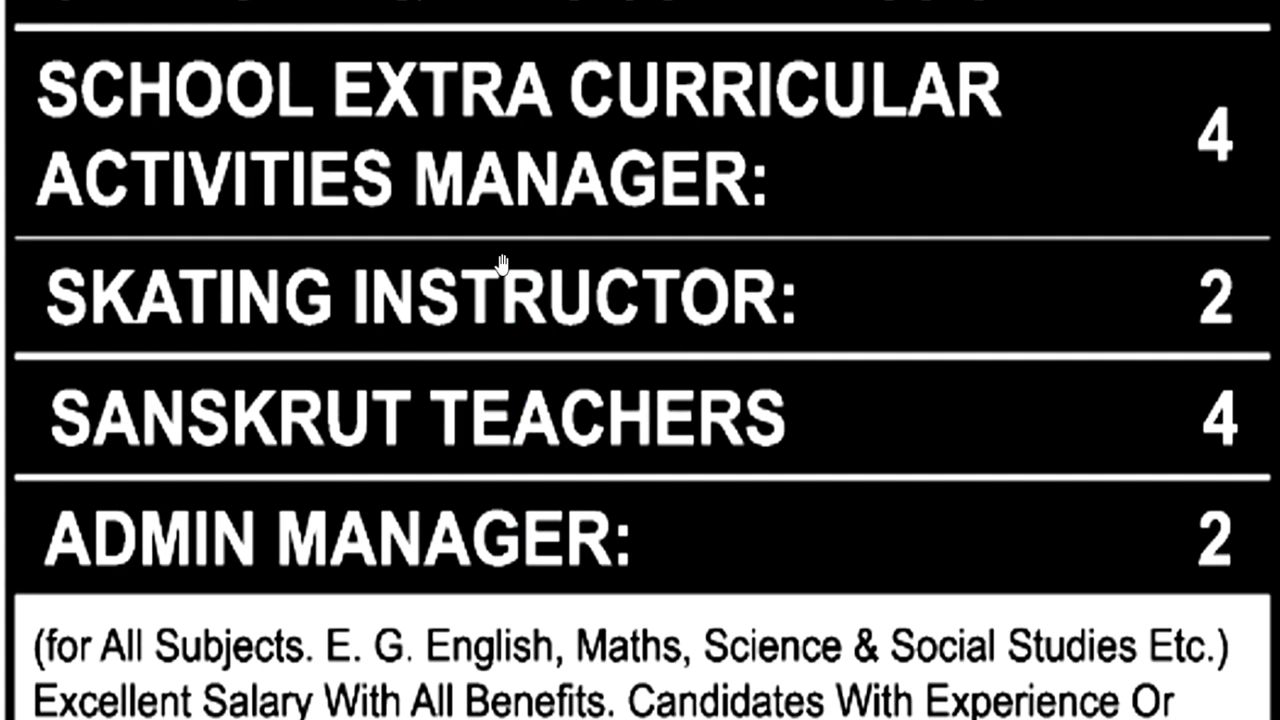 SCHOOL EXTRA CURRICULAR
ACTIVITIES MANAGER: 4
SKATING INSTRUCTOR: 2
SANSKRUT TEACHERS 4
ADMIN MANAGER: 2
(for All Subjects. E. G. English, Maths, Science & Social Studies Etc.)
Excellent Salary With All Benefits. Candidates With Experience Or